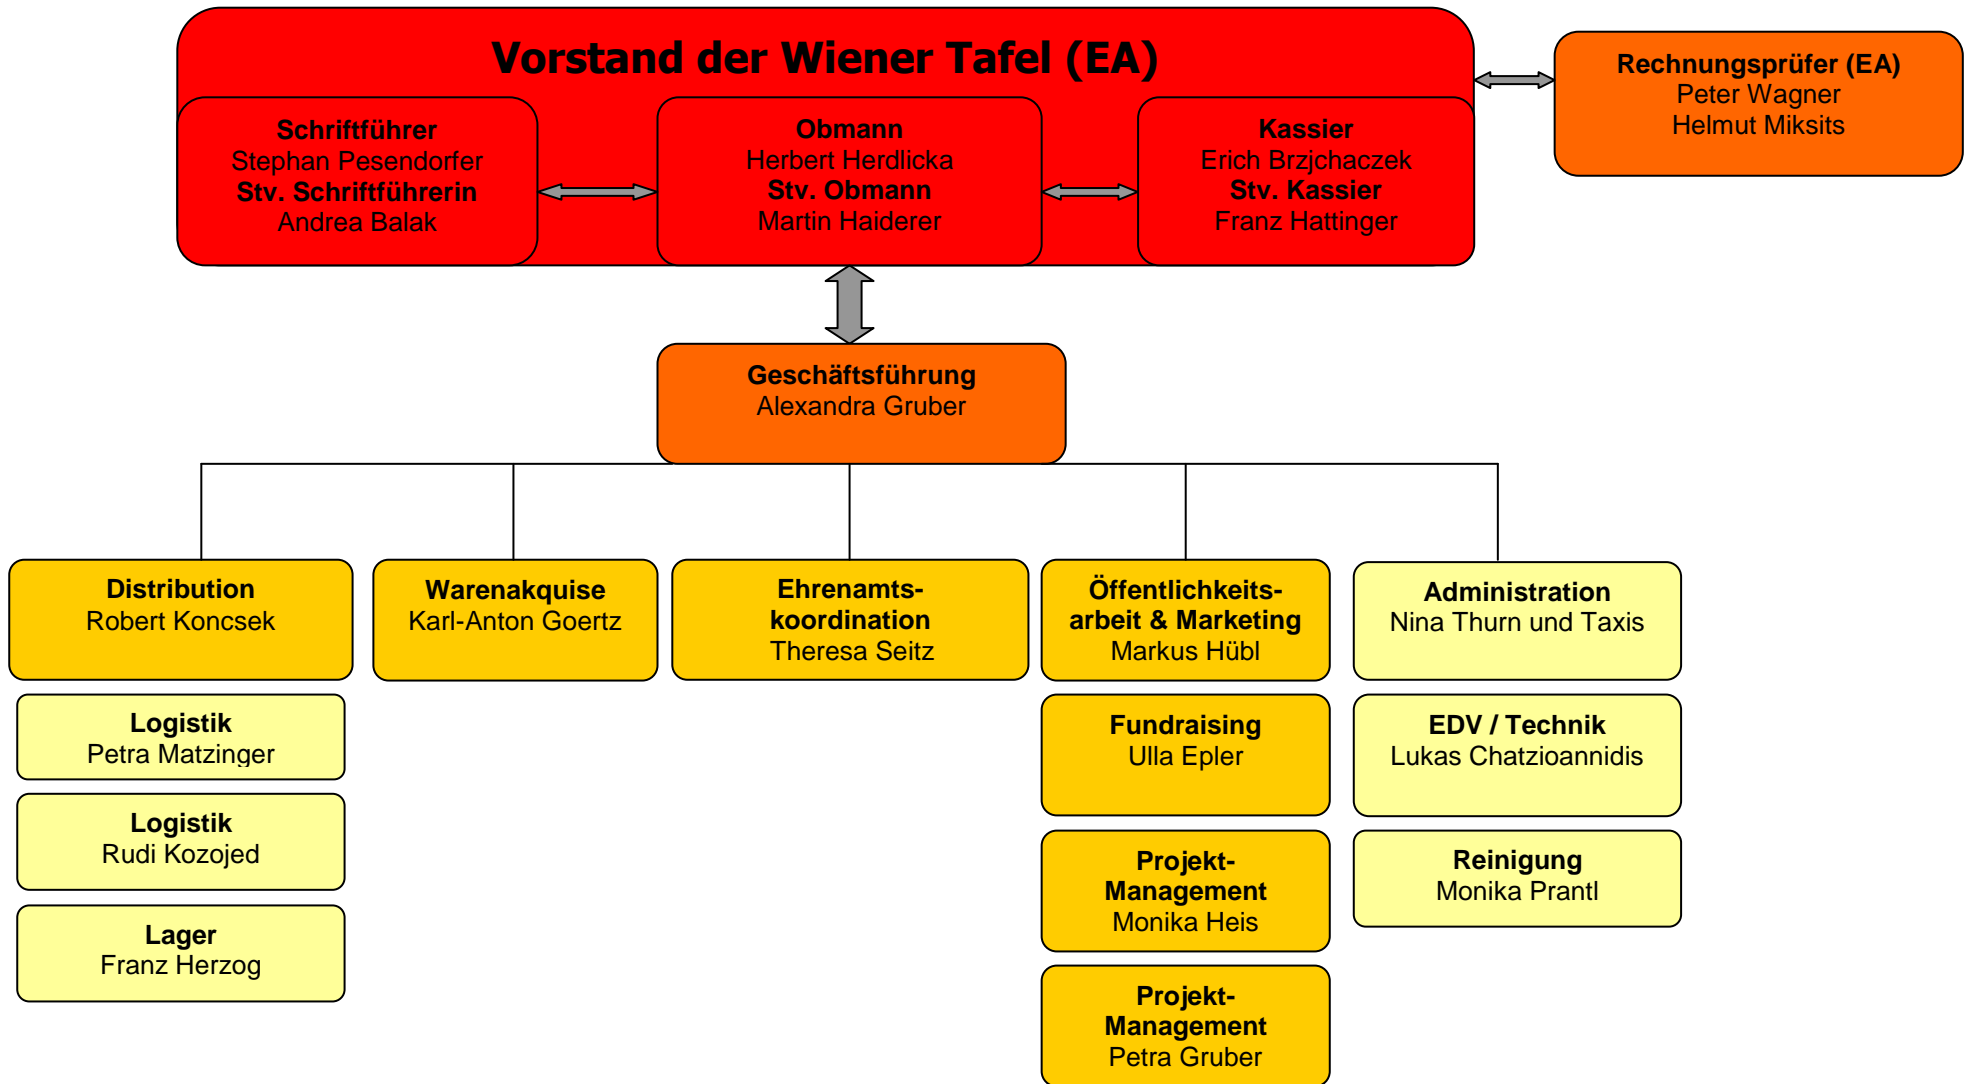 Vorstand der Wiener Tafel (EA)
Schriftführer
Stephan Pesendorfer
Stv. Schriftführerin
Andrea Balak
Obmann
Herbert Herdlicka
Stv. Obmann
Martin Haiderer
Kassier
Erich Brzjchaczek
Stv. Kassier
Franz Hattinger
Rechnungsprüfer (EA)
Peter Wagner
Helmut Miksits
Geschäftsführung
Alexandra Gruber
Distribution
Robert Koncsek
Logistik
Petra Matzinger
Logistik
Rudi Kozojed
Lager
Franz Herzog
Warenakquise
Karl-Anton Goertz
Ehrenamts-
koordination
Theresa Seitz
Öffentlichkeits-
arbeit & Marketing
Markus Hübl
Fundraising
Ulla Epler
Projekt-
Management
Monika Heis
Projekt-
Management
Petra Gruber
Administration
Nina Thurn und Taxis
EDV / Technik
Lukas Chatzioannidis
Reinigung
Monika Prantl